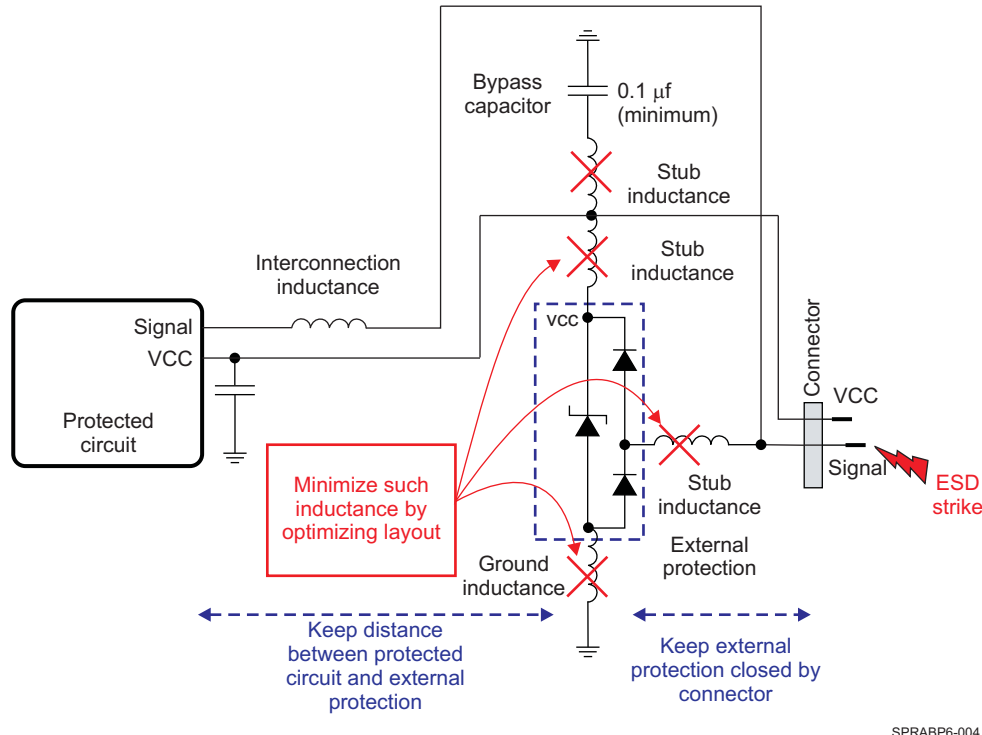 Bypass
capacitor
0.1 μf
(minimum)
Stub
inductance
Stub
inductance
Interconnection
inductance
Signal
VCC
Protected
circuit
vcc
Connector
VCC
Signal
ESD
strike
Minimize such
inductance by
optimizing layout
Stub
inductance
External
protection
Ground
inductance
Keep distance
between protected
circuit and external
protection
Keep external
protection closed by
connector
SPRABP6-004